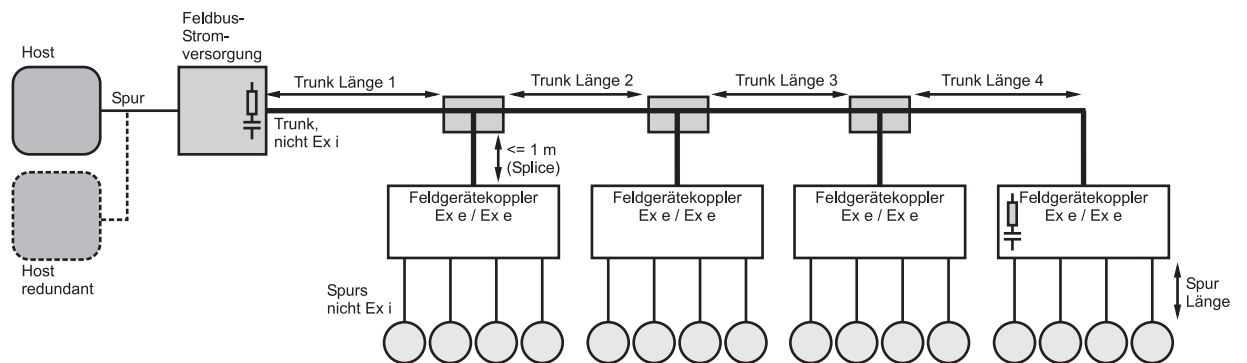 Host
Feldbus-
Strom-
versorgung
Spur
Trunk Länge 1
Trunk Länge 2
Trunk Länge 3
Trunk Länge 4
Trunk,
nicht Ex i
<= 1 m
(Splice)
Host
redundant
Feldgerätekoppler
Ex e / Ex e
Feldgerätekoppler
Ex e / Ex e
Feldgerätekoppler
Ex e / Ex e
Feldgerätekoppler
Ex e / Ex e
Spurs
nicht Ex i
Spur
Länge